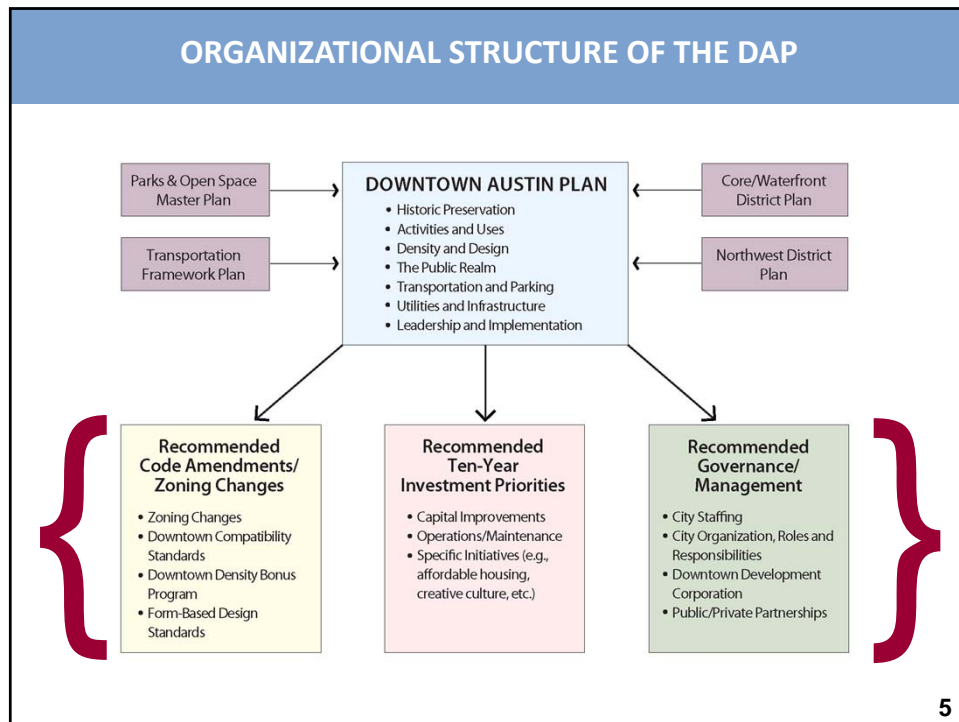 ORGANIZATIONAL STRUCTURE OF THE DAP
Parks & Open Space
Master Plan
Transportation
Framework Plan
DOWNTOWN AUSTIN PLAN
• Historic Preservation
• Activities and Uses
• Density and Design
• The Public Realm
• Transportation and Parking
• Utilities and Infrastructure
• Leadership and Implementation
Core/Waterfront
District Plan
Northwest District
Plan
Recommended
Code Amendments/
Zoning Changes
• Zoning Changes
• Downtown Compatibility
Standards
• Downtown Density Bonus
Program
• Form-Based Design
Standards
Recommended
Ten-Year
Investment Priorities
• Capital Improvements
• Operations/Maintenance
• Specific Initiatives (e.g.,
affordable housing,
creative culture, etc.)
Recommended
Governance/
Management
• City Staffing
• City Organization, Roles and
Responsibilities
• Downtown Development
Corporation
• Public/Private Partnerships
5